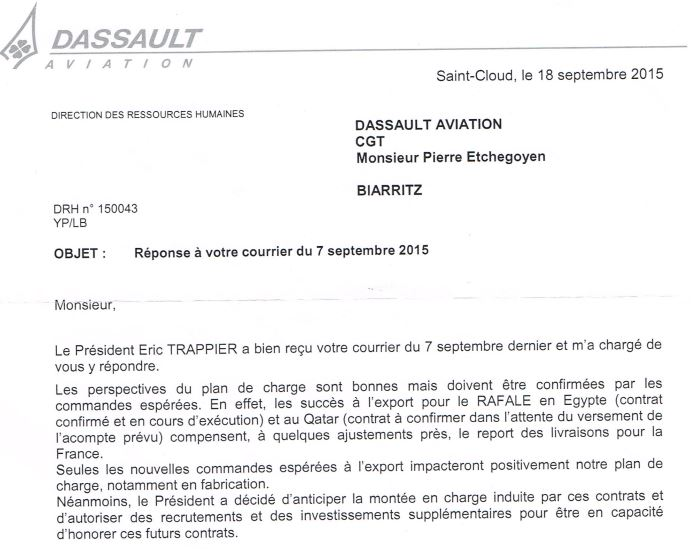 DASSAULT
AVIATION
Saint-Cloud, le 18 septembre 2015
DIRECTION DES RESSOURCES HUMAINES
DASSAULT AVIATION
CGT
Monsieur Pierre Etchegoyen
BIARRITZ
DRH n° 150043
YP/LB
OBJET : Réponse à votre courrier du 7 septembre 2015
Monsieur,
Le Président Eric TRAPPIER a bien reçu votre courrier du 7 septembre dernier et m'a chargé de
vous y répondre.
Les perspectives du plan de charge sont bonnes mais doivent être confirmées par les
commandes espérées. En effet, les succès à l'export pour le RAFALE en Egypte (contrat
confirmé et en cours d'exécution) et au Qatar (contrat à confirmer dans l'attente du versement de
l'acompte prévu) compensent, à quelques ajustements près, le report des livraisons pour la
France.
Seules les nouvelles commandes espérées à l'export impacteront positivement notre plan de
charge, notamment en fabrication.
Néanmoins, le Président a décidé d'anticiper la montée en charge induite par ces contrats et
d'autoriser des recrutements et des investissements supplémentaires pour être en capacité
d'honorer ces futurs contrats.